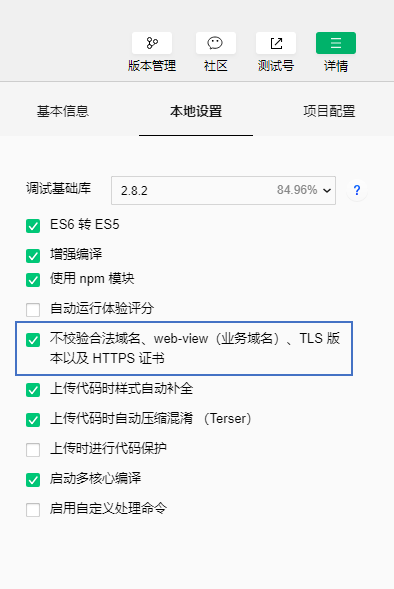 版本管理 社区 测试号 详情
基本信息 本地设置 项目配置
调试基础库 2.8.2 84.96% ?
ES6 转 ES5
增强编译
使用 npm 模块
自动运行体验评分
不校验合法域名、web-view（业务域名）、TLS 版
本以及 HTTPS 证书
上传代码时样式自动补全
上传代码时自动压缩混淆 （Terser）
上传时进行代码保护
启动多核心编译
启用自定义处理命令